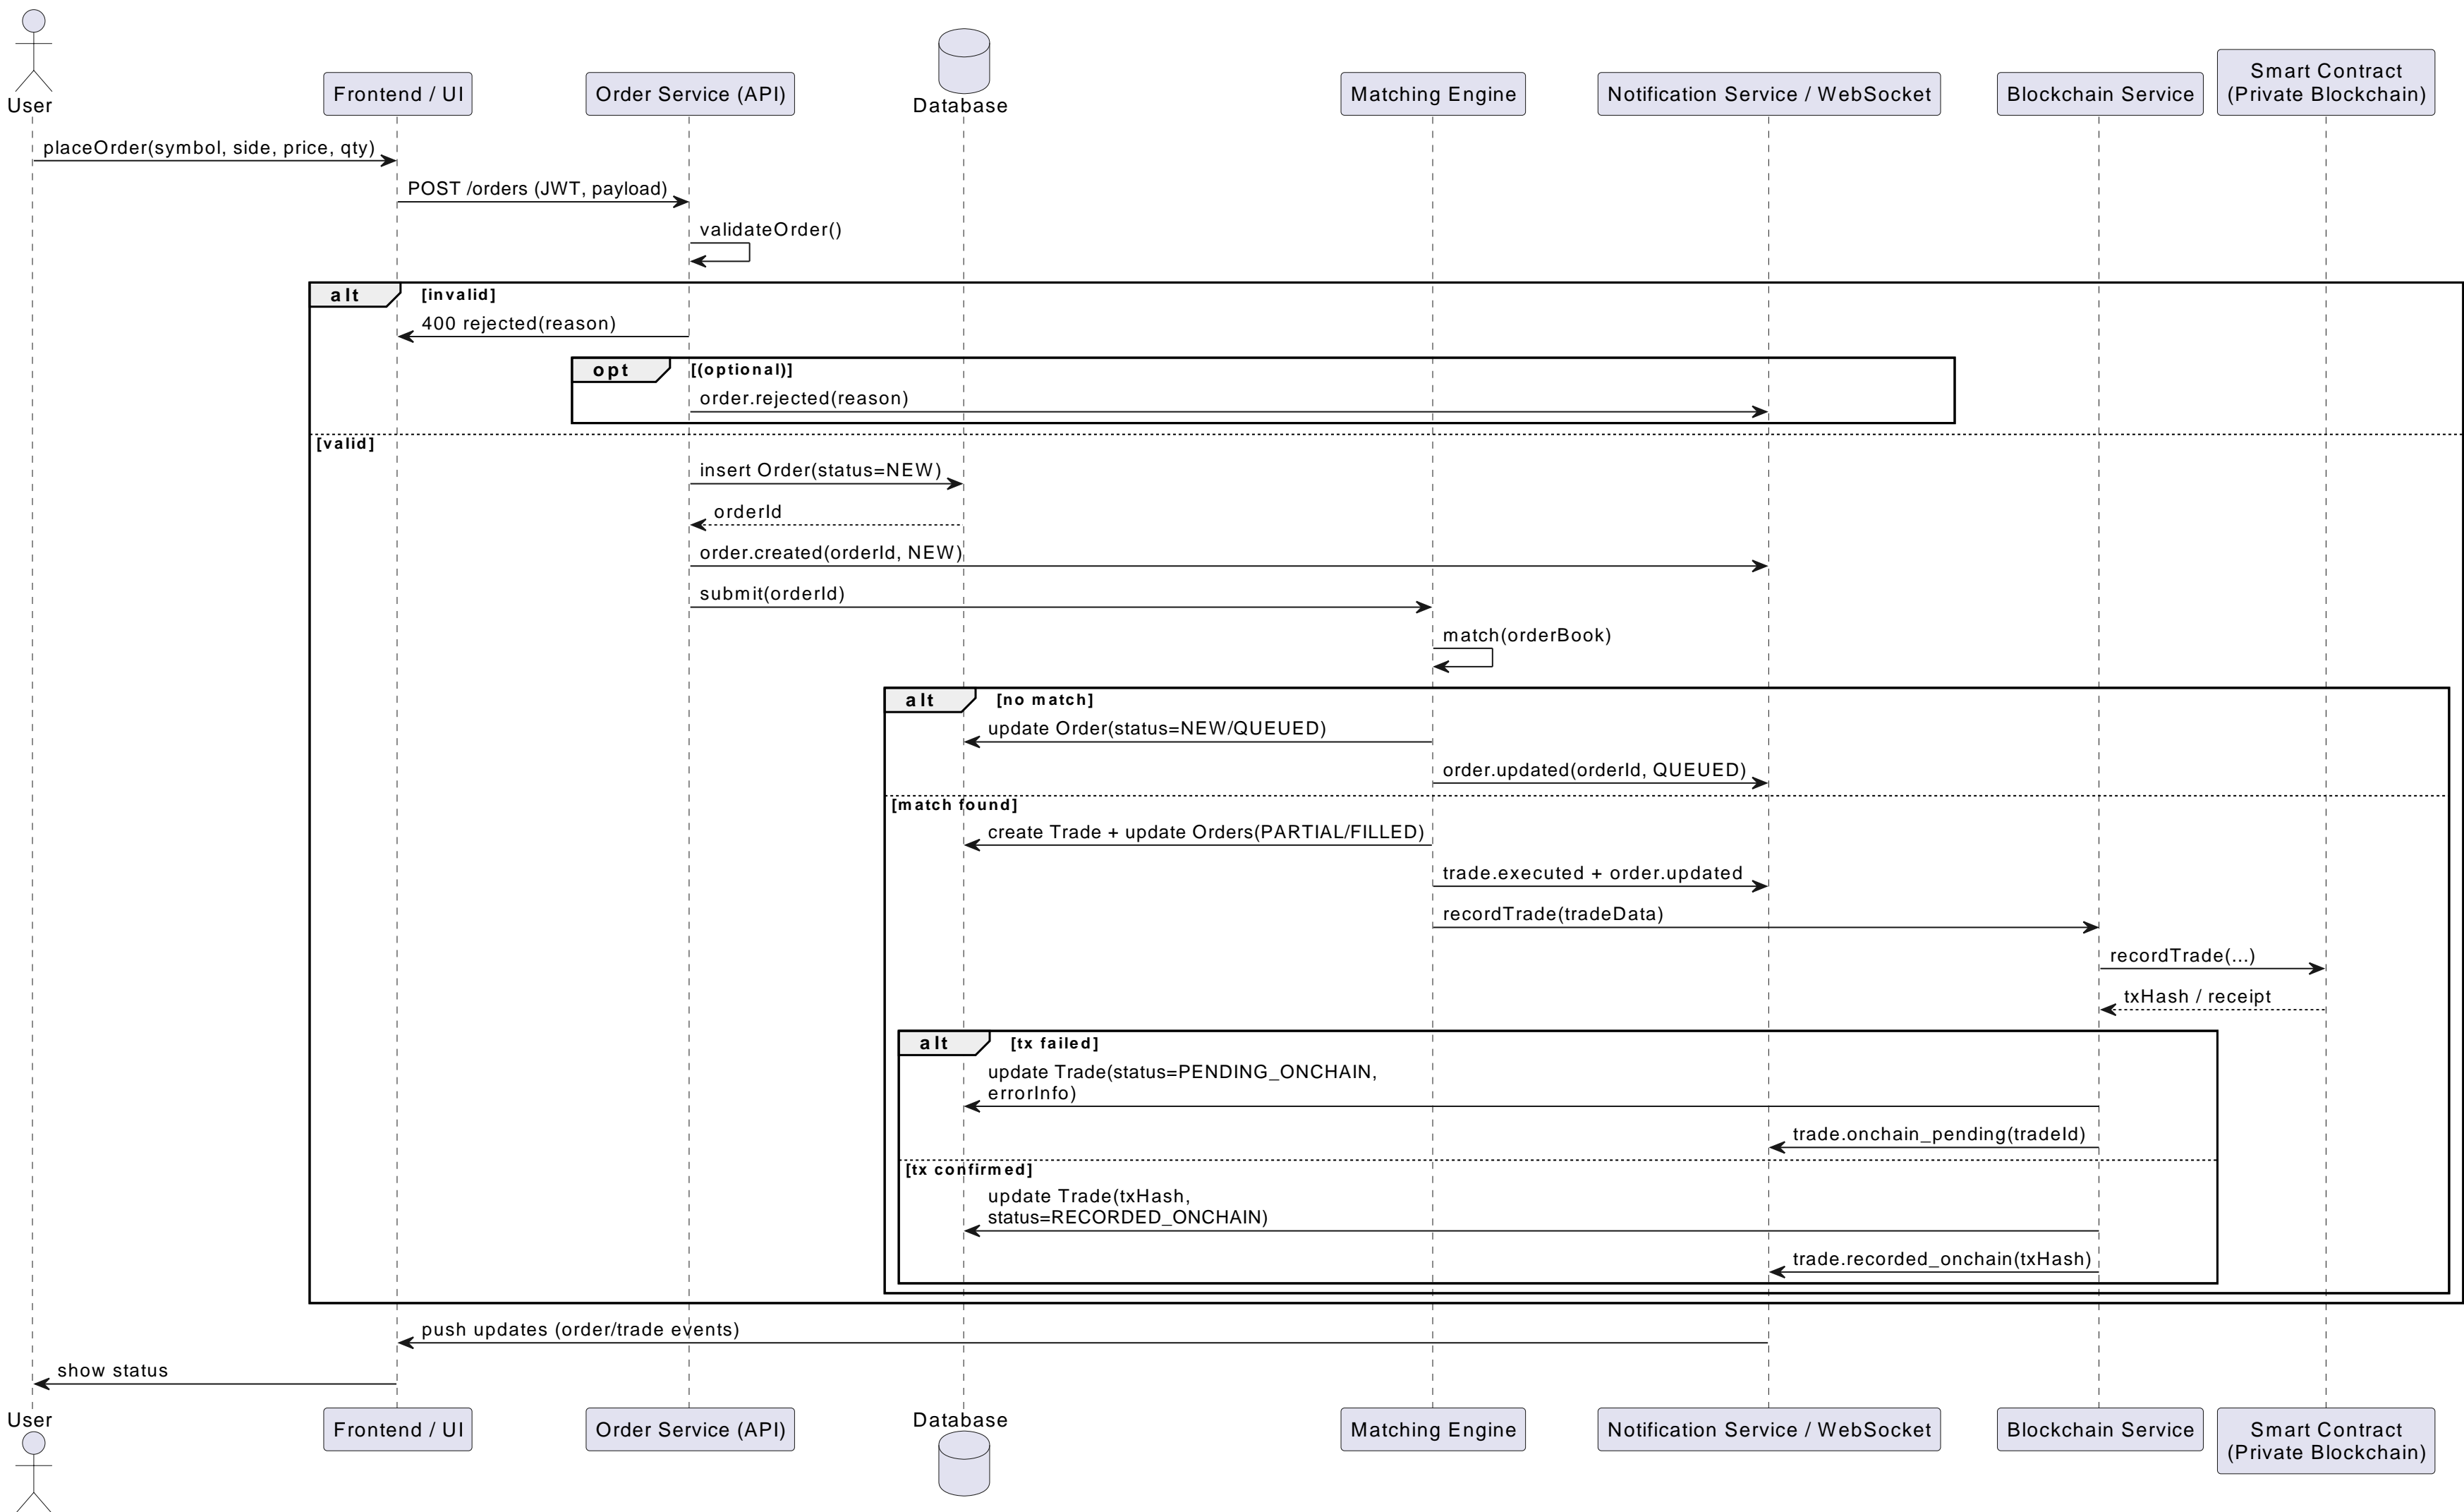 User
Frontend / UI
Order Service (API)
Database
Matching Engine
Notification Service / WebSocket
Blockchain Service
Smart Contract
(Private Blockchain)
placeOrder(symbol, side, price, qty)
POST /orders (JWT, payload)
validateOrder()
alt
[invalid]
400 rejected(reason)
opt
[(optional)]
order.rejected(reason)
[valid]
insert Order(status=NEW)
orderId
order.created(orderId, NEW)
submit(orderId)
match(orderBook)
alt
[no match]
update Order(status=NEW/QUEUED)
order.updated(orderId, QUEUED)
[match found]
create Trade + update Orders(PARTIAL/FILLED)
trade.executed + order.updated
recordTrade(tradeData)
recordTrade(...)
txHash / receipt
alt
[tx failed]
update Trade(status=PENDING_ONCHAIN,
errorInfo)
trade.onchain_pending(tradeId)
[tx confirmed]
update Trade(txHash,
status=RECORDED_ONCHAIN)
trade.recorded_onchain(txHash)
push updates (order/trade events)
show status
User
Frontend / UI
Order Service (API)
Database
Matching Engine
Notification Service / WebSocket
Blockchain Service
Smart Contract
(Private Blockchain)